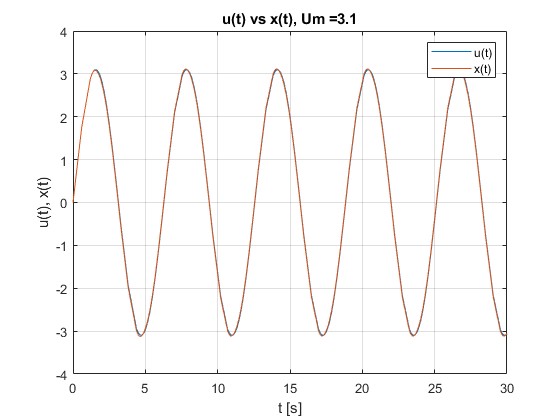 u(t) vs x(t), Um =3.1
4
3
2
1
0
-1
-2
-3
-4
u(t), x(t)
u(t)
x(t)
0 5 10 15 20 25 30
t [s]